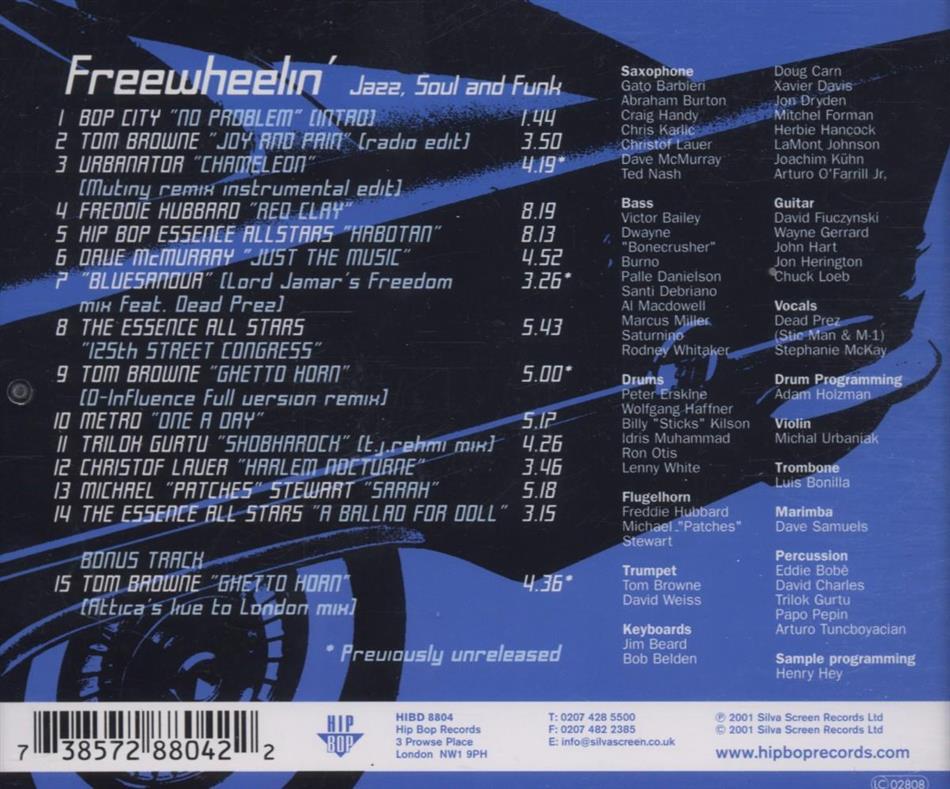 Freewheelin' Jazz, Soul and Funk
1 BOP CITY "NO PROBLEM" (INTRO) 1.44
2 TOM BROWNE "JOY AND PAIN" (radio edit) 3.50
3 URBANATOR "CHAMELEON" 4.19*
(Mutiny remix instrumental edit)
4 FREDDIE HUBBARD "RED CLAY" 8.19
5 HIP BOP ESSENCE ALLSTARS "HABOTAN" 8.13
6 DAVE McMURRAY "JUST THE MUSIC" 4.52
7 "BLUESANOVA" (Lord Jamar's Freedom 3.26*
mix feat. Dead Prez)
8 THE ESSENCE ALL STARS 5.43
"125th STREET CONGRESS"
9 TOM BROWNE "GHETTO HORN" 5.00*
(D-Influence full version remix)
10 METRO "ONE A DAY" 5.17
11 TRILOK GURTU "SHOBHAROCK" (t.j.rehmi mix) 4.26
12 CHRISTOF LAUER "HARLEM NOCTURNE" 3.46
13 MICHAEL "PATCHES" STEWART "SARAH" 5.18
14 THE ESSENCE ALL STARS "A BALLAD FOR DOLL" 3.15
BONUS TRACK
15 TOM BROWNE "GHETTO HORN" 4.36*
(Attica's live to London mix)
* Previously unreleased
Saxophone
Gato Barbieri
Abraham Burton
Craig Handy
Chris Karlic
Christof Lauer
Dave McMurray
Ted Nash
Bass
Victor Bailey
Dwayne
"Bonecrusher"
Burno
Palle Danielson
Santi Debriano
Al Macdowell
Marcus Miller
Saturnino
Rodney Whitaker
Drums
Peter Erskine
Wolfgang Haffner
Billy "Sticks" Kilson
Idris Muhammad
Ron Otis
Lenny White
Flugelhorn
Freddie Hubbard
Michael "Patches"
Stewart
Trumpet
Tom Browne
David Weiss
Keyboards
Jim Beard
Bob Belden
Doug Carn
Xavier Davis
Jon Dryden
Mitchel Forman
Herbie Hancock
LaMont Johnson
Joachim Kühn
Arturo O'Farrill Jr,
Guitar
David Fiuczynski
Wayne Gerrard
John Hart
Jon Herington
Chuck Loeb
Vocals
Dead Prez
(Stic Man & M-1)
Stephanie McKay
Drum Programming
Adam Holzman
Violin
Michal Urbaniak
Trombone
Luis Bonilla
Marimba
Dave Samuels
Percussion
Eddie Bobè
David Charles
Trilok Gurtu
Papo Pepin
Arturo Tuncboyacian
Sample programming
Henry Hey
7 38572 88042 2
HIP
BOP
HIBD 8804
Hip Bop Records
3 Prowse Place
London NW1 9PH
T: 0207 428 5500
F: 0207 482 2385
E: info@silvascreen.co.uk
℗ 2001 Silva Screen Records Ltd
© 2001 Silva Screen Records Ltd
www.hipboprecords.com
LC 02808